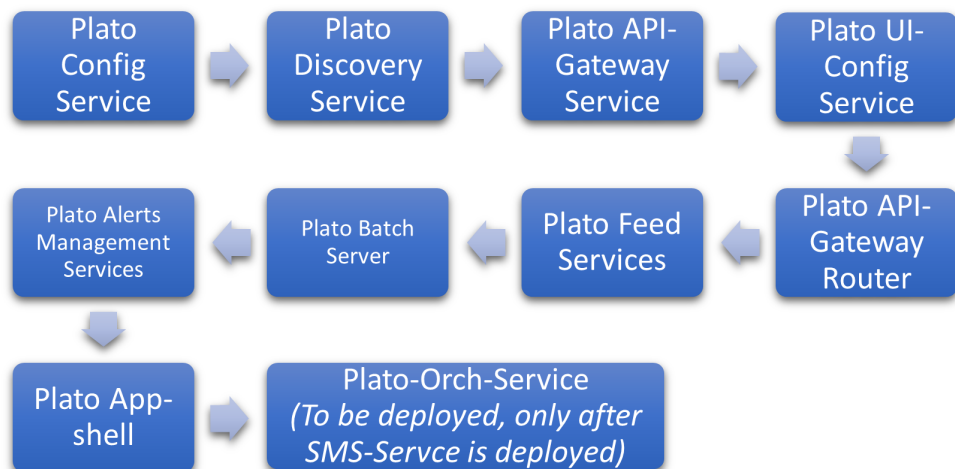 Plato
Config
Service
Plato
Discovery
Service
Plato API-
Gateway
Service
Plato UI-
Config
Service
Plato API-
Gateway
Router
Plato Feed
Services
Plato Batch
Server
Plato Alerts
Management
Services
Plato App-
shell
Plato-Orch-Service
(To be deployed, only after
SMS-Servce is deployed)